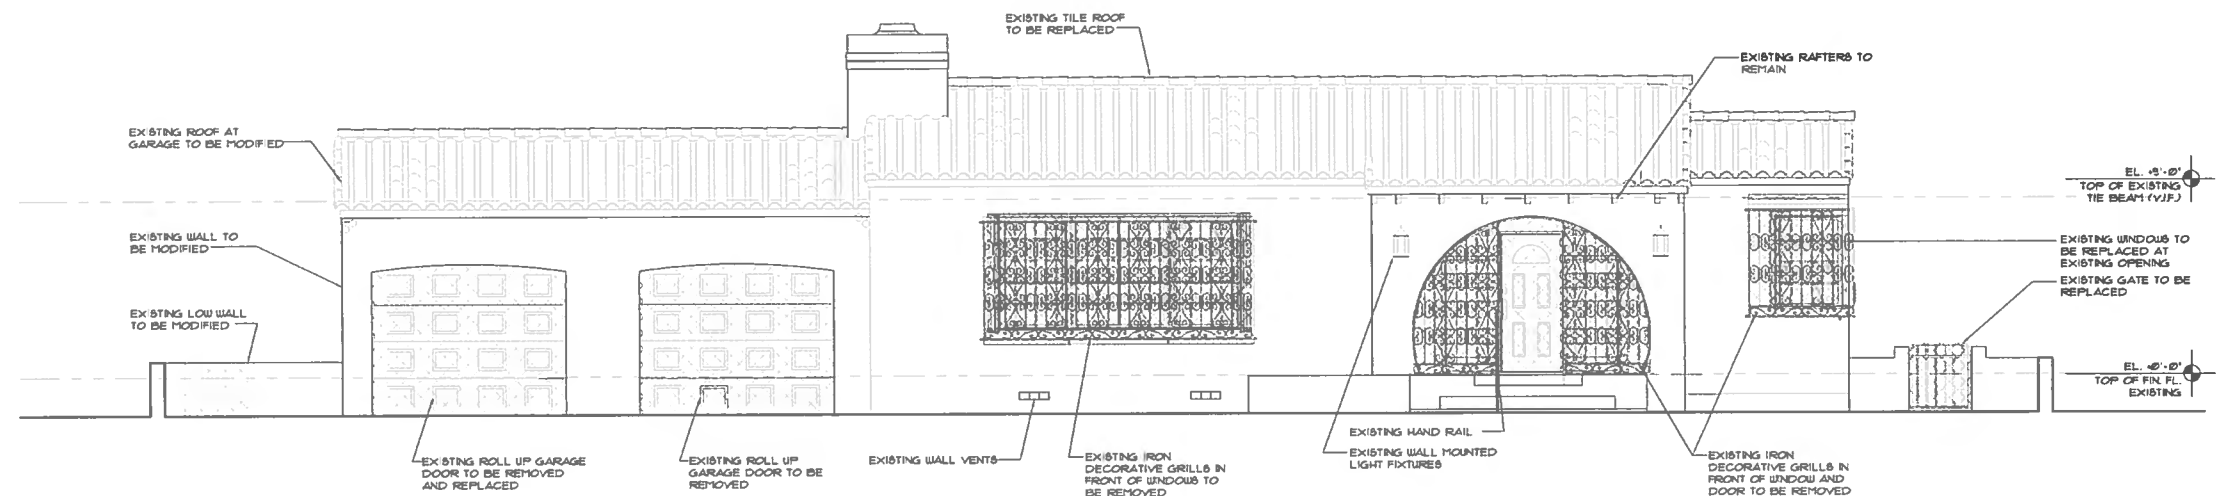 EXISTING TILE ROOF
TO BE REPLACED
EXISTING RAFTERS TO
REMAIN
EXISTING ROOF AT
GARAGE TO BE MODIFIED
EL. +8'-0"
TOP OF EXISTING
TIE BEAM (V.I.F.)
EXISTING WALL TO
BE MODIFIED
EXISTING WINDOWS TO
BE REPLACED AT
EXISTING OPENING
EXISTING GATE TO BE
REPLACED
EXISTING LOW WALL
TO BE MODIFIED
EL. +0'-0"
TOP OF FIN. FL.
EXISTING
EXISTING ROLL UP GARAGE
DOOR TO BE REMOVED
AND REPLACED
EXISTING ROLL UP
GARAGE DOOR TO BE
REMOVED
EXISTING WALL VENTS
EXISTING IRON
DECORATIVE GRILLS IN
FRONT OF WINDOWS TO
BE REMOVED
EXISTING HAND RAIL
EXISTING WALL MOUNTED
LIGHT FIXTURES
EXISTING IRON
DECORATIVE GRILLS IN
FRONT OF WINDOW AND
DOOR TO BE REMOVED